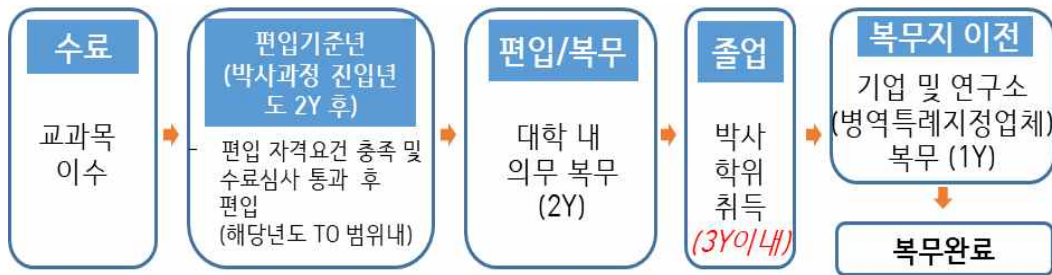 수료
교과목
이수
편입기준년
(박사과정 진입년
도 2Y 후)
- 편입 자격요건 충족 및
수료심사 통과 후
편입
(해당년도 TO 범위내)
편입/복무
대학 내
의무 복무
(2Y)
졸업
박사
학위
취득
(3Y이내)
복무지 이전
기업 및 연구소
(병역특례지정업체)
복무 (1Y)
복무완료